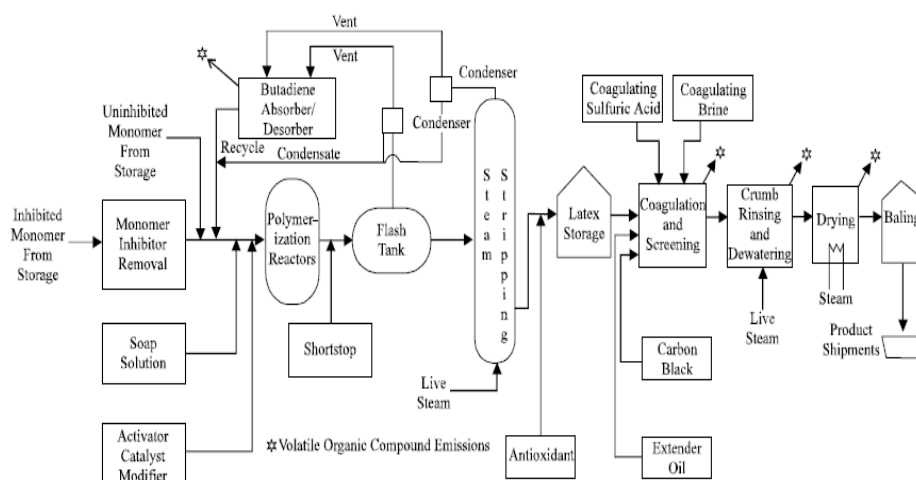 Vent
Vent
Condenser
Butadiene
Absorber/
Desorber
Condenser
Recycle
Condensate
Uninhibited
Monomer
From
Storage
Inhibited
Monomer
From
Storage
Monomer
Inhibitor
Removal
Polymer-
ization
Reactors
Flash
Tank
Steam
Stripping
Latex
Storage
Coagulating
Sulfuric Acid
Coagulating
Brine
Coagulation
and
Screening
Crumb
Rinsing
and
Dewatering
Drying
Baling
Steam
Live
Steam
Product
Shipments
Soap
Solution
Shortstop
Live
Steam
Carbon
Black
Activator
Catalyst
Modifier
Volatile Organic Compound Emissions
Antioxidant
Extender
Oil